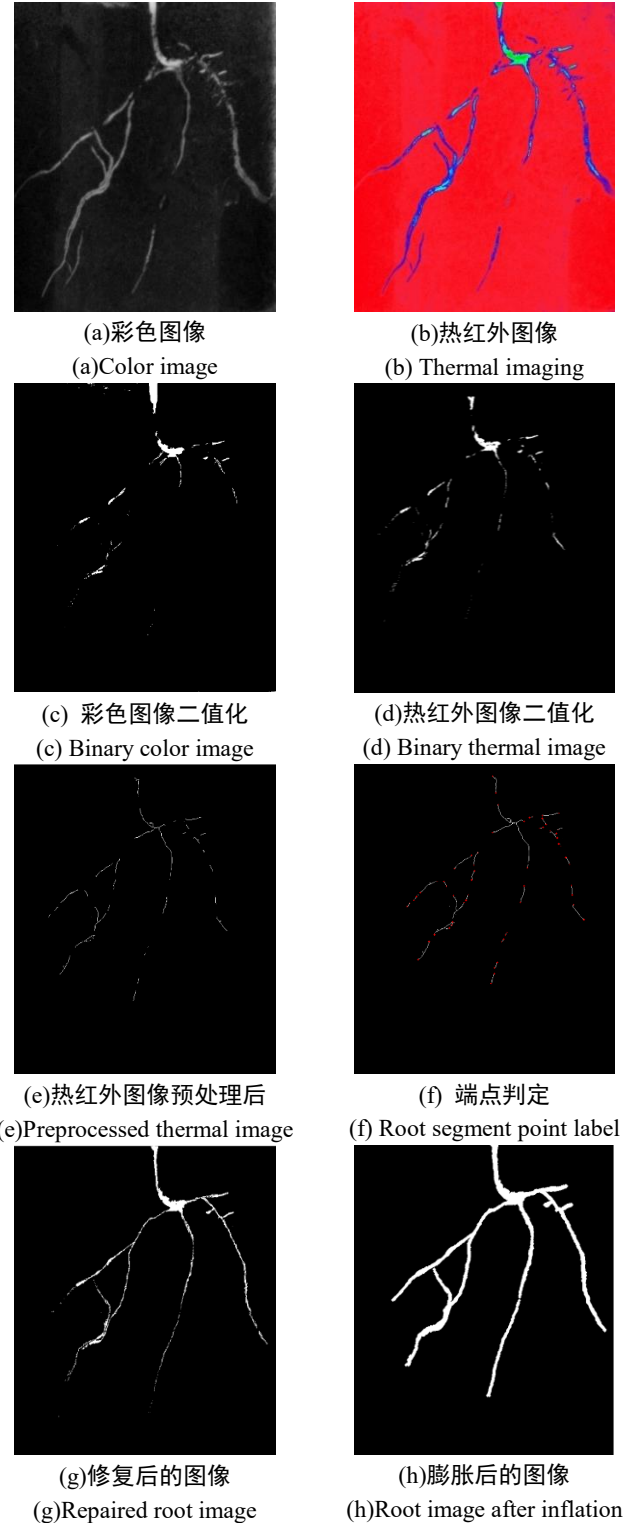 (a)彩色图像
(a)Color image
(b)热红外图像
(b) Thermal imaging
(c) 彩色图像二值化
(c) Binary color image
(d)热红外图像二值化
(d) Binary thermal image
(e)热红外图像预处理后
(e)Preprocessed thermal image
(f) 端点判定
(f) Root segment point label
(g)修复后的图像
(g)Repaired root image
(h)膨胀后的图像
(h)Root image after inflation